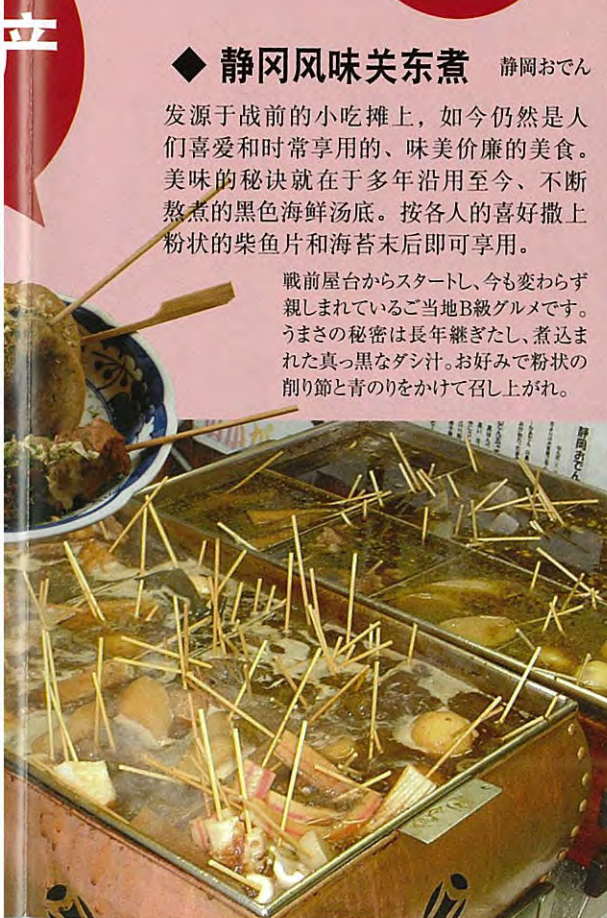 产
◆ 静冈风味关东煮 静岡おでん
发源于战前的小吃摊上，如今仍然是人
们喜爱和时常享用的、味美价廉的美食。
美味的秘诀就在于多年沿用至今、不断
熬煮的黑色海鲜汤底。按各人的喜好撒上
粉状的柴鱼片和海苔末后即可享用。
戦前屋台からスタートし、今も変わらず
親しまれているご当地B級グルメです。
うまさの秘密は長年継ぎたし、煮込ま
れた真っ黒なダシ汁。お好みで粉状の
削り節と青のりをかけて召し上がれ。
静岡おでん